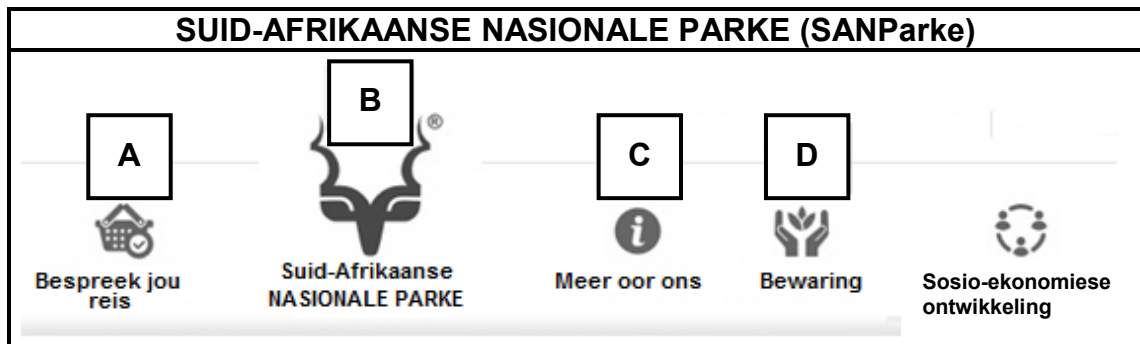 SUID-AFRIKAANSE NASIONALE PARKE (SANParke)
A
B
®
C
D
i
Bespreek jou
reis
Suid-Afrikaanse
NASIONALE PARKE
Meer oor ons
Bewaring
Sosio-ekonomiese
ontwikkeling